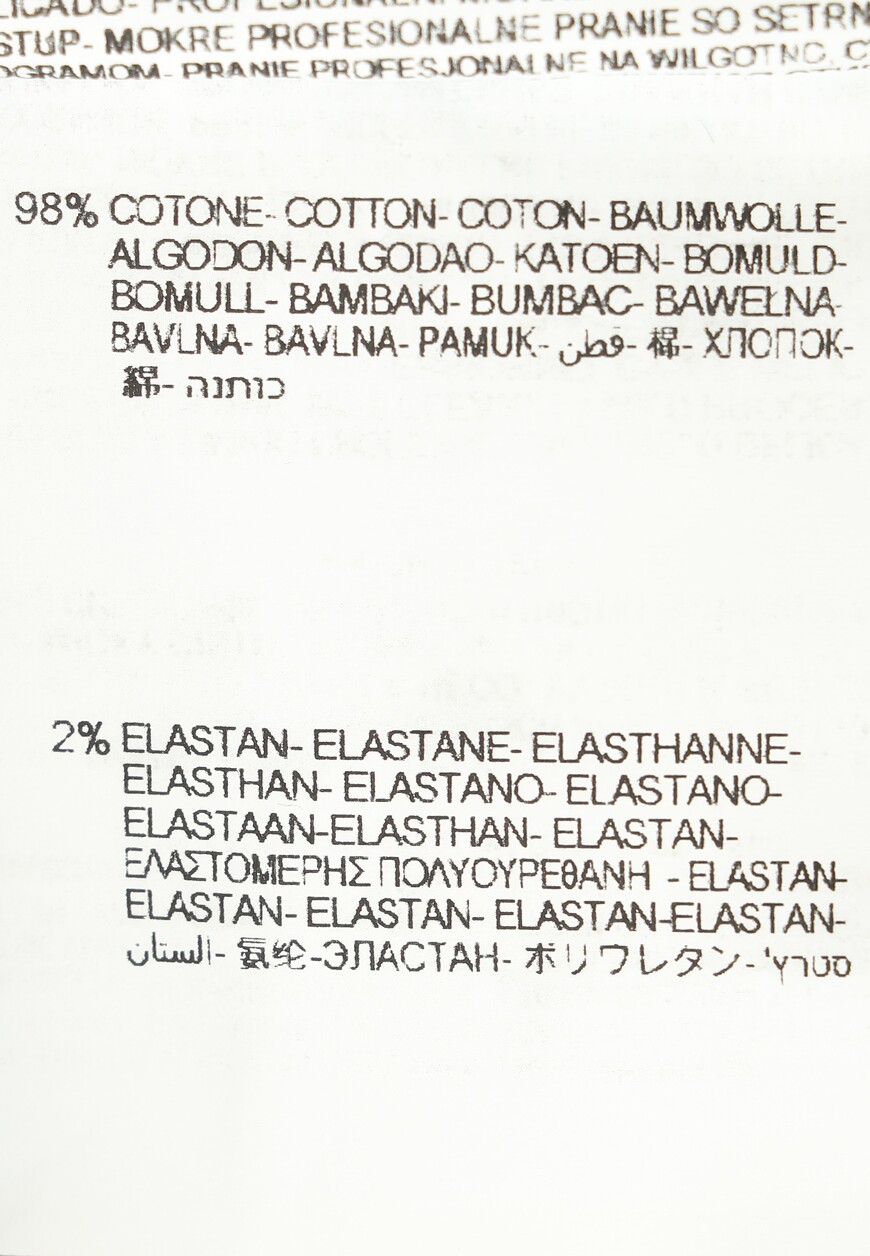 STUP- MOKRE PROFESIONALNE PRANIE SO SETRN
OGRAMOM- PRANIE PROFESJONALNE NA WILGOTNO, C
98% COTONE- COTTON- COTON- BAUMWOLLE-
ALGODON- ALGODAO- KATOEN- BOMULD-
BOMULL- BAMBAKI- BUMBAC- BAWEŁNA-
BAVLNA- BAVLNA- PAMUK- قطن- 棉- ХЛОПОК-
綿- כותנה
2% ELASTAN- ELASTANE- ELASTHANNE-
ELASTHAN- ELASTANO- ELASTANO-
ELASTAAN-ELASTHAN- ELASTAN-
ΕΛΑΣΤΟΜΕΡΗΣ ΠΟΛΥΟΥΡΕΘΑΝΗ - ELASTAN-
ELASTAN- ELASTAN- ELASTAN-ELASTAN-
الستان- 氨纶-ЭЛАСТАН- ポリウレタン- סטרץ'